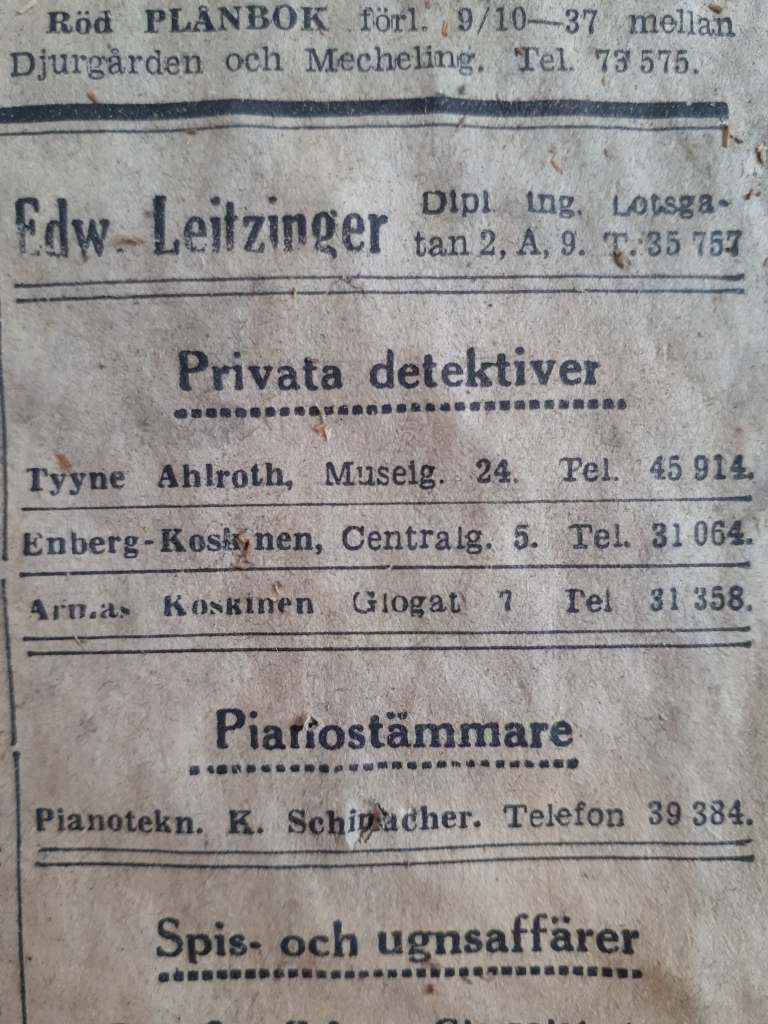 Röd PLÅNBOK förl. 9/10—37 mellan
Djurgården och Mecheling. Tel. 73 575.
Edw. Leitzinger Dipl. ing. Lotsga-
tan 2, A, 9. T. 35 757
Privata detektiver
Tyyne Ahlroth, Museig. 24. Tel. 45 914.
Enberg-Koskinen, Centralg. 5. Tel. 31 064.
Armas Koskinen Glogat 7 Tel 31 358.
Pianostämmare
Pianotekn. K. Telefon 39 384.
Spis- och ugnsaffärer